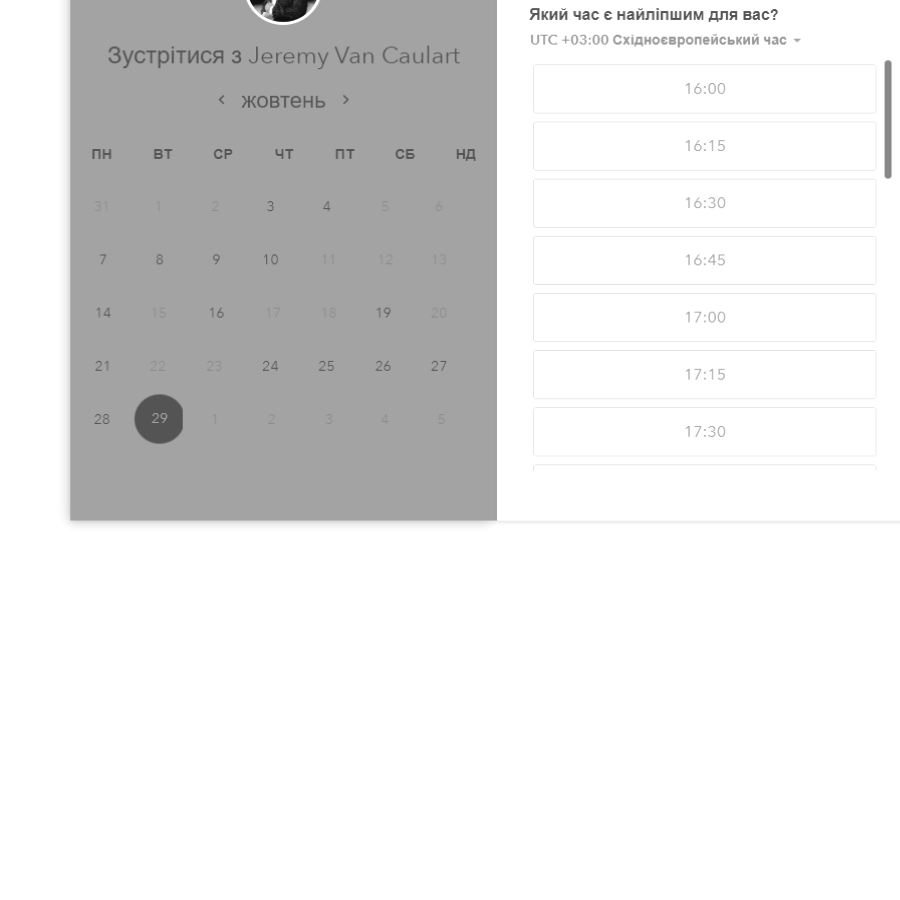 Зустрітися з Jeremy Van Caulart
жовтень
ПН ВТ СР ЧТ ПТ СБ НД
31 1 2 3 4 5 6
7 8 9 10 11 12 13
14 15 16 17 18 19 20
21 22 23 24 25 26 27
28 29 1 2 3 4 5
Який час є найліпшим для вас?
UTC +03:00 Східноєвропейський час
16:00
16:15
16:30
16:45
17:00
17:15
17:30